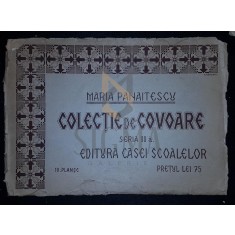 MARIA PANAITESCU
COLECTIE DE COVOARE
SERIA II-a
EDITURA CASEI SCOALELOR
PRETUL LEI 75